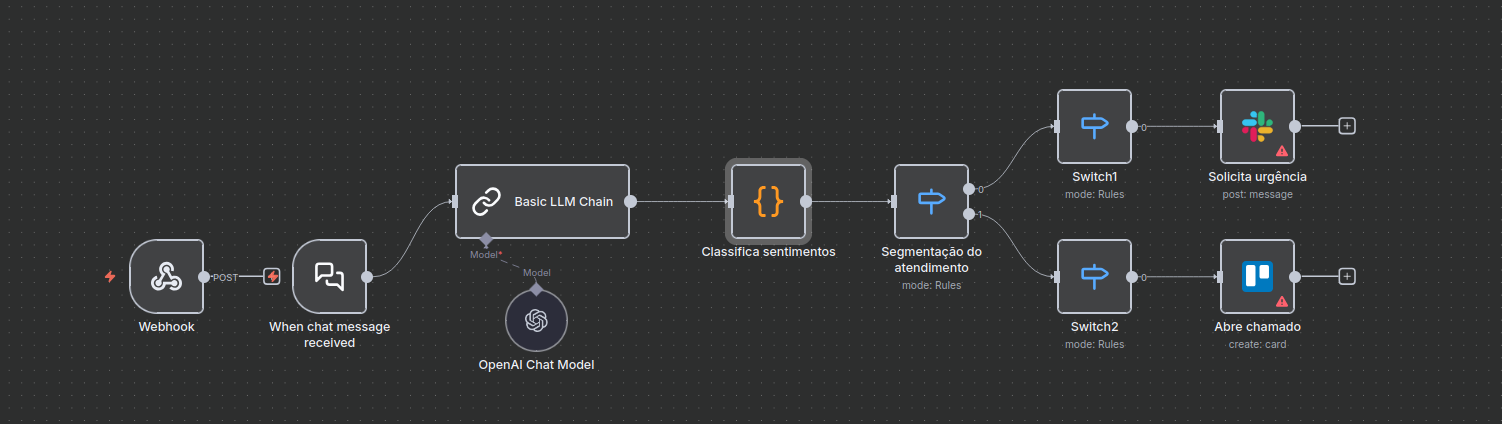 POST
Webhook
When chat message
received
Basic LLM Chain
Model*
Model
OpenAI Chat Model
Classifica sentimentos
0
1
Segmentação do
atendimento
mode: Rules
0
Switch1
mode: Rules
Solicita urgência
post: message
0
Switch2
mode: Rules
Abre chamado
create: card